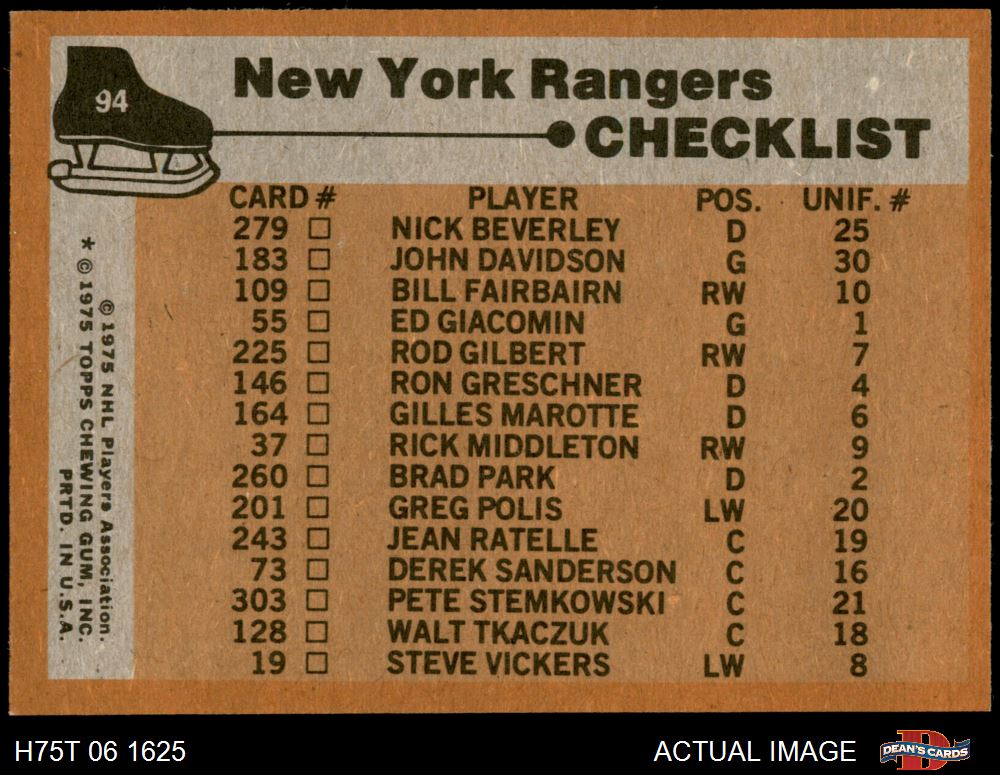 94
New York Rangers
CHECKLIST
CARD # PLAYER POS. UNIF. #
279 □ NICK BEVERLEY D 25
183 □ JOHN DAVIDSON G 30
109 □ BILL FAIRBAIRN RW 10
55 □ ED GIACOMIN G 1
225 □ ROD GILBERT RW 7
146 □ RON GRESCHNER D 4
164 □ GILLES MAROTTE D 6
37 □ RICK MIDDLETON RW 9
260 □ BRAD PARK D 2
201 □ GREG POLIS LW 20
243 □ JEAN RATELLE C 19
73 □ DEREK SANDERSON C 16
303 □ PETE STEMKOWSKI C 21
128 □ WALT TKACZUK C 18
19 □ STEVE VICKERS LW 8
© 1975 NHL Players Association.
* © 1975 TOPPS CHEWING GUM, INC.
PRTD. IN U.S.A.
H75T 06 1625 ACTUAL IMAGE
D
DEAN'S CARDS